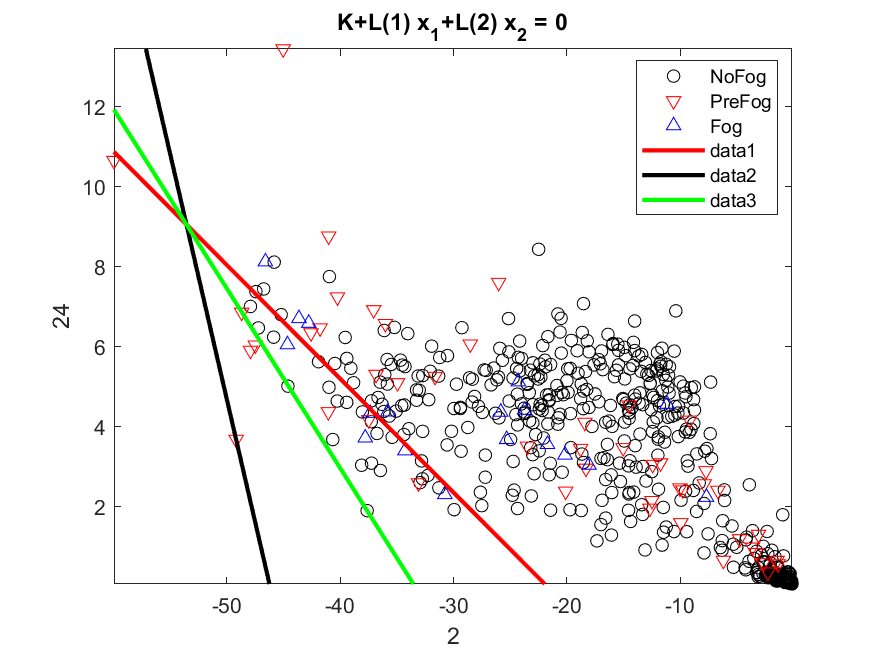 K+L(1) x1+L(2) x2 = 0
NoFog
PreFog
Fog
data1
data2
data3
12
10
8
6
4
2
24
-50 -40 -30 -20 -10
2